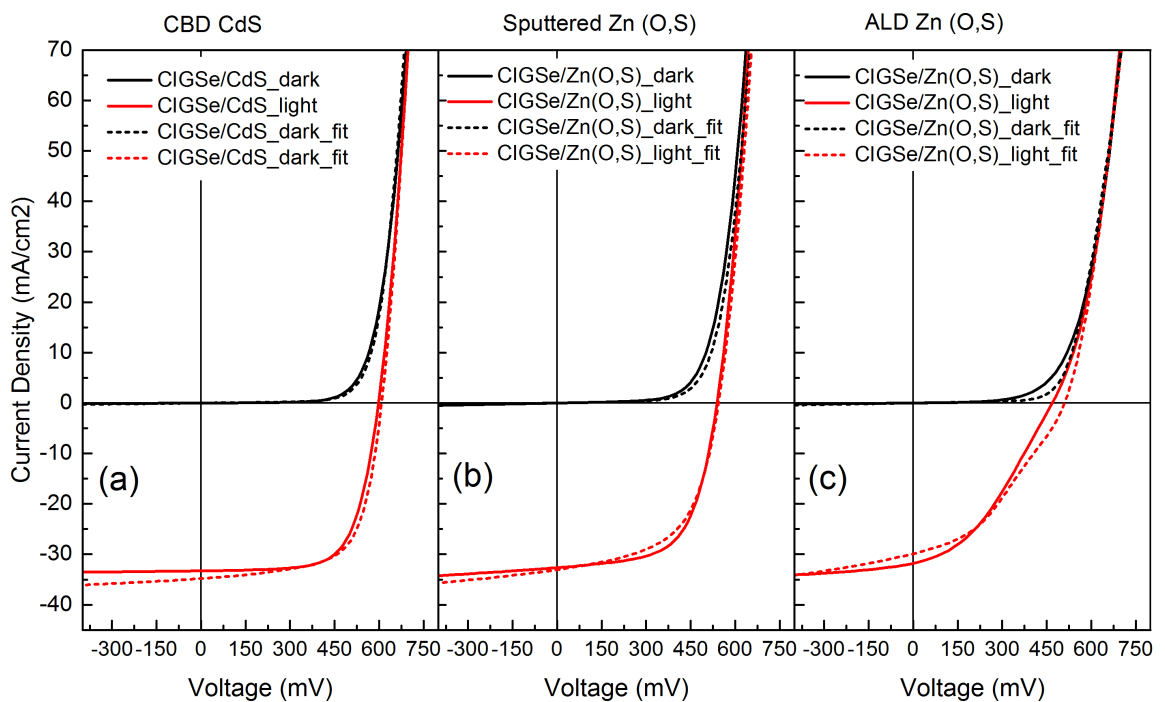 CBD CdS
Sputtered Zn (O,S)
ALD Zn (O,S)
CIGSe/CdS_dark
CIGSe/CdS_light
CIGSe/CdS_dark_fit
CIGSe/CdS_dark_fit
CIGSe/Zn(O,S)_dark
CIGSe/Zn(O,S)_light
CIGSe/Zn(O,S)_dark_fit
CIGSe/Zn(O,S)_light_fit
CIGSe/Zn(O,S)_dark
CIGSe/Zn(O,S)_light
CIGSe/Zn(O,S)_dark_fit
CIGSe/Zn(O,S)_light_fit
Current Density (mA/cm2)
70
60
50
40
30
20
10
0
-10
-20
-30
-40
(a)
(b)
(c)
-300 -150 0 150 300 450 600 750
-300 -150 0 150 300 450 600 750
-300 -150 0 150 300 450 600 750
Voltage (mV)
Voltage (mV)
Voltage (mV)